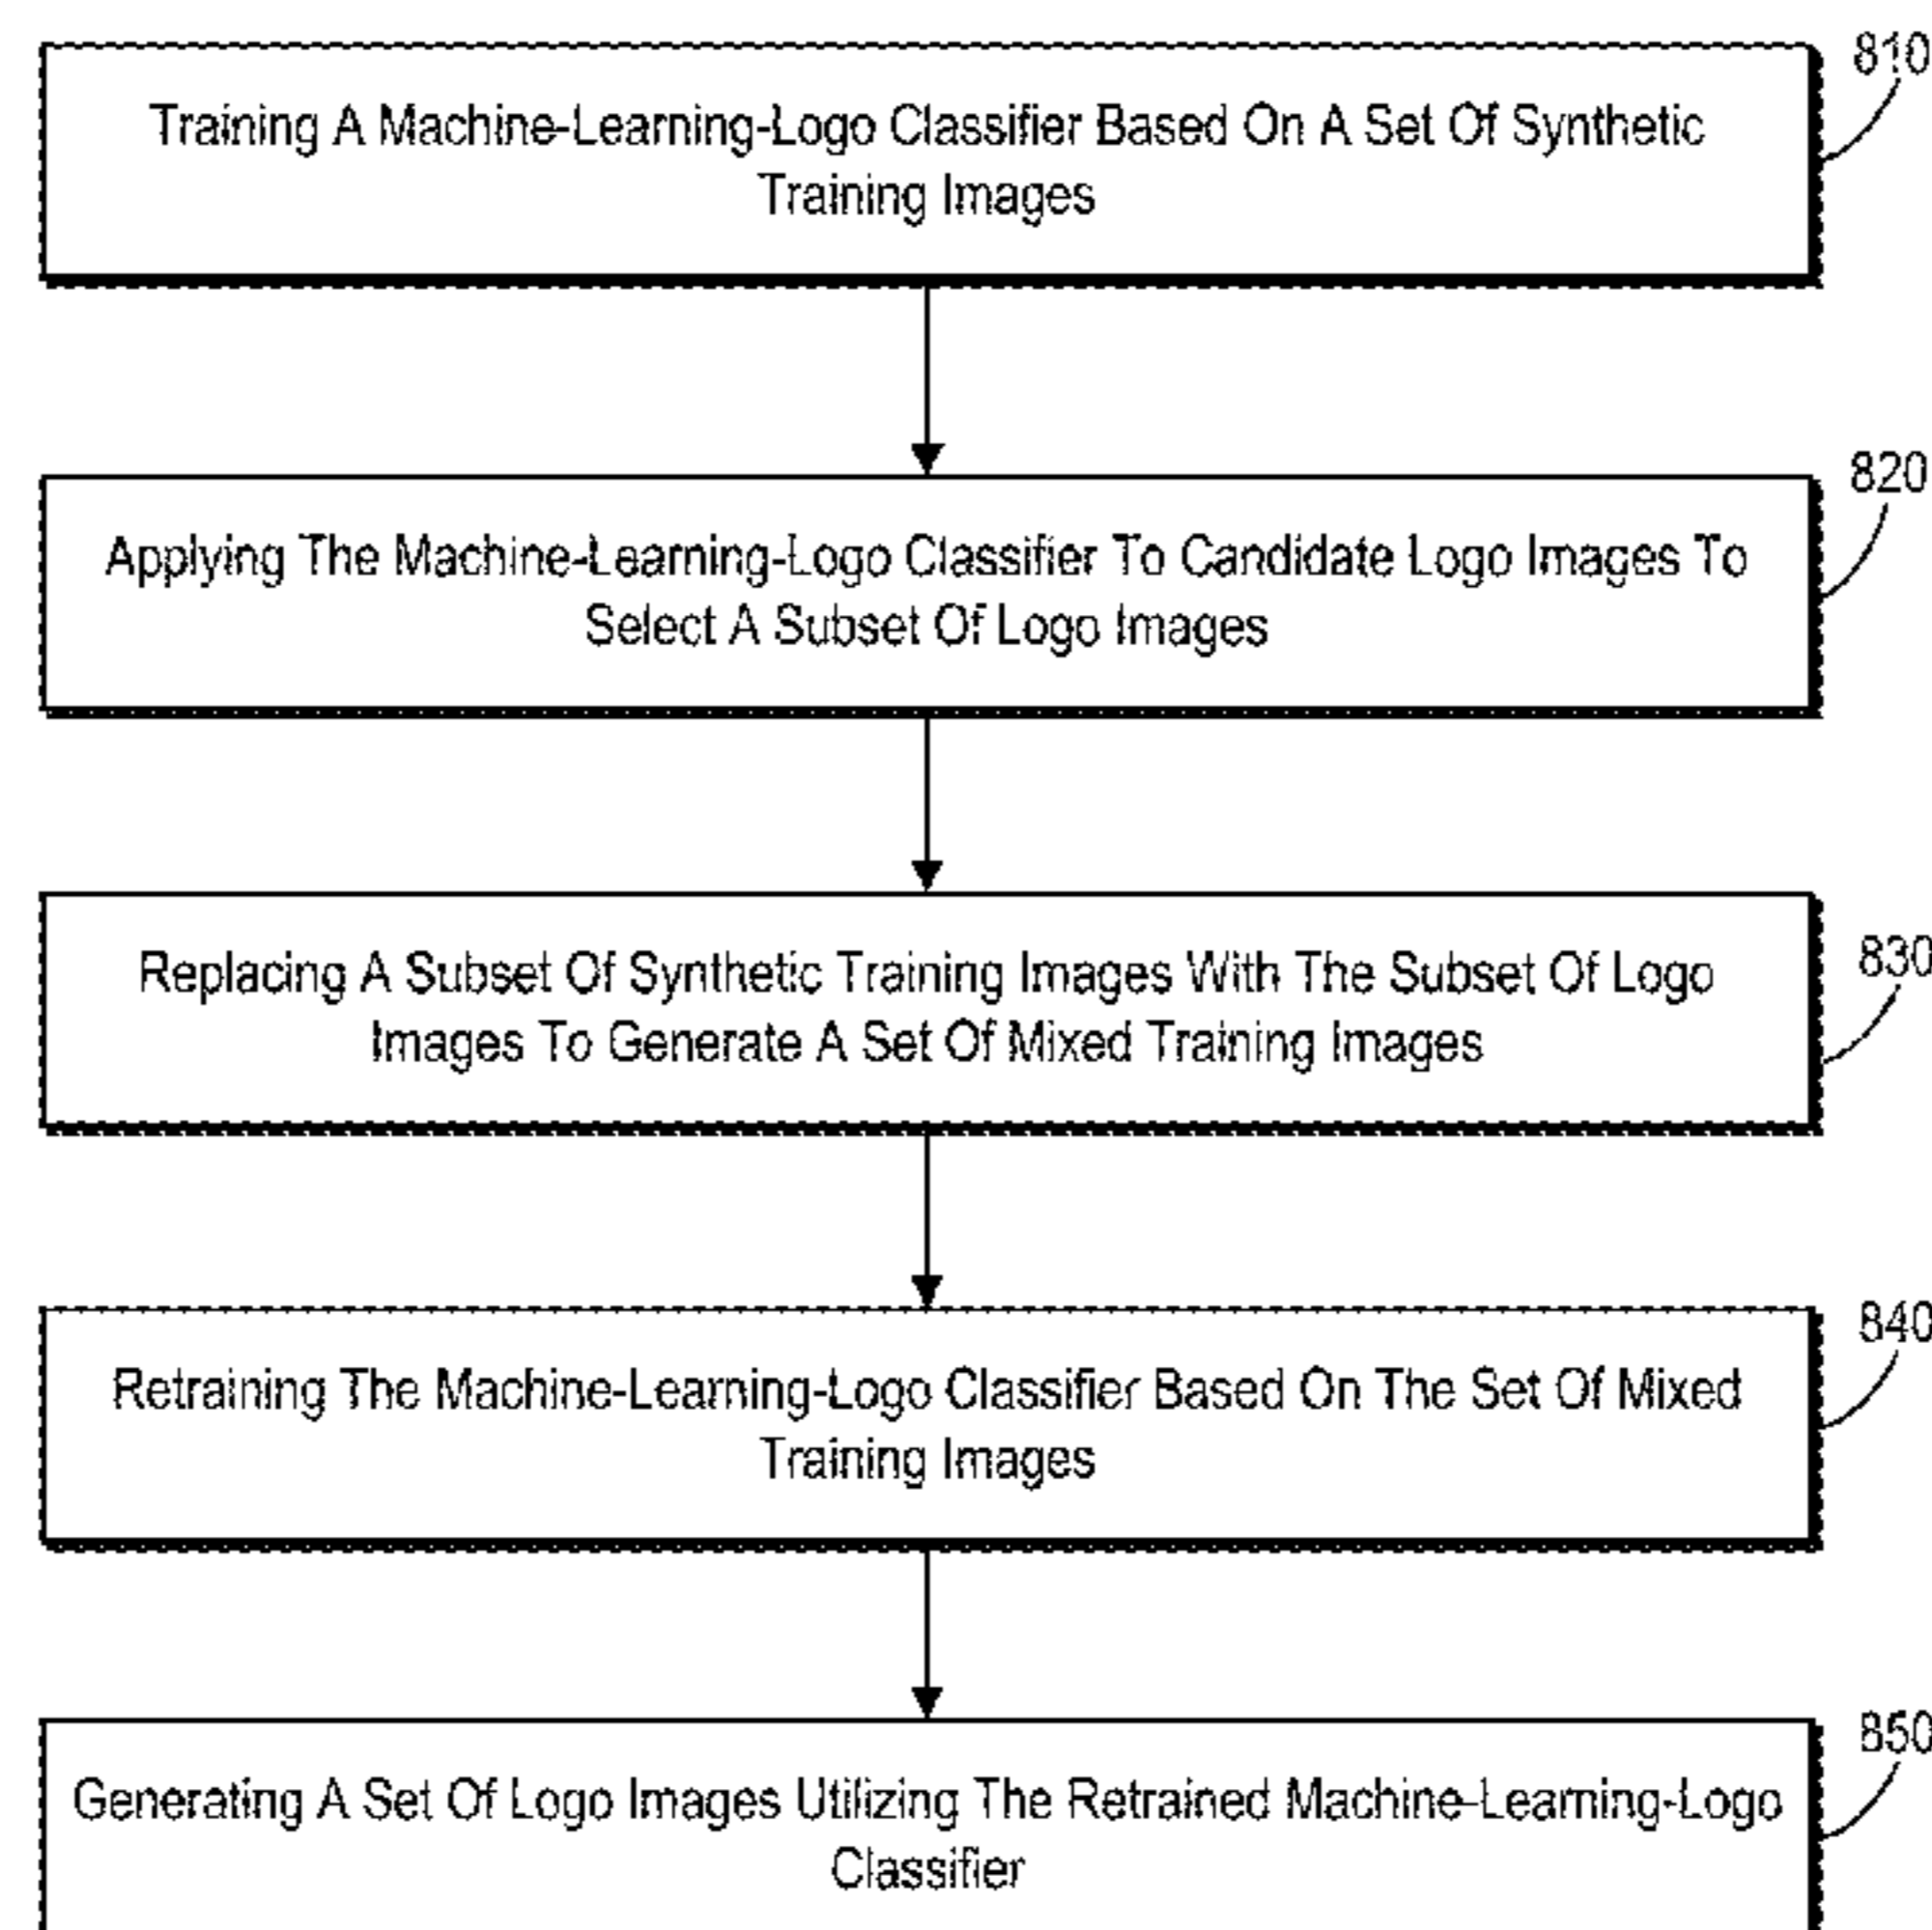 810
Training A Machine-Learning-Logo Classifier Based On A Set Of Synthetic
Training Images
820
Applying The Machine-Learning-Logo Classifier To Candidate Logo Images To
Select A Subset Of Logo Images
830
Replacing A Subset Of Synthetic Training Images With The Subset Of Logo
Images To Generate A Set Of Mixed Training Images
840
Retraining The Machine-Learning-Logo Classifier Based On The Set Of Mixed
Training Images
850
Generating A Set Of Logo Images Utilizing The Retrained Machine-Learning-Logo
Classifier